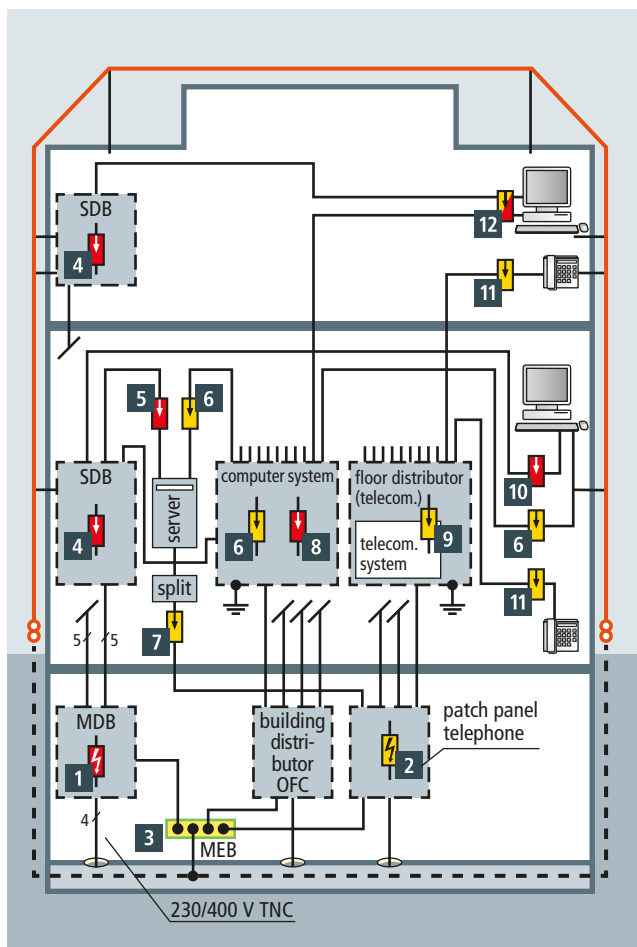 SDB
4
12
11
5
6
SDB
4
server
split
7
computer system
6
8
floor distributor
(telecom.)
9
telecom.
system
10
6
11
5
5
MDB
1
building
distri-
butor
OFC
2
patch panel
telephone
4
3
MEB
230/400 V TNC